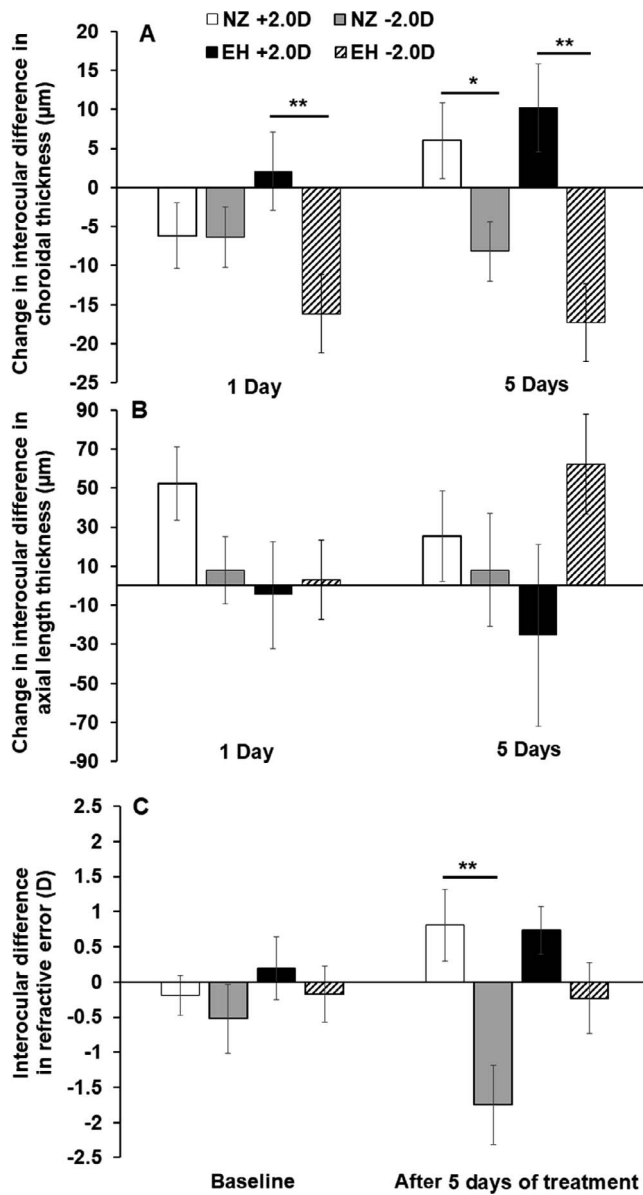 A
NZ +2.0D NZ -2.0D
EH +2.0D EH -2.0D
Change in interocular difference in
choroidal thickness (µm)
20
15
10
5
0
-5
-10
-15
-20
-25
**
*
**
1 Day 5 Days
B
Change in interocular difference in
axial length thickness (µm)
90
70
50
30
10
-10
-30
-50
-70
-90
1 Day 5 Days
C
Interocular difference
in refractive error (D)
2.5
2
1.5
1
0.5
0
-0.5
-1
-1.5
-2
-2.5
**
Baseline After 5 days of treatment